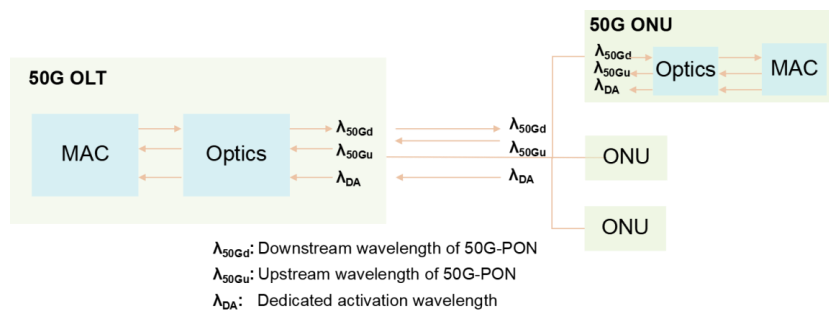 50G ONU
λ50Gd
λ50Gu
λDA
Optics
MAC
50G OLT
MAC
Optics
λ50Gd
λ50Gu
λDA
λ50Gd
λ50Gu
λDA
ONU
ONU
λ50Gd: Downstream wavelength of 50G-PON
λ50Gu: Upstream wavelength of 50G-PON
λDA: Dedicated activation wavelength